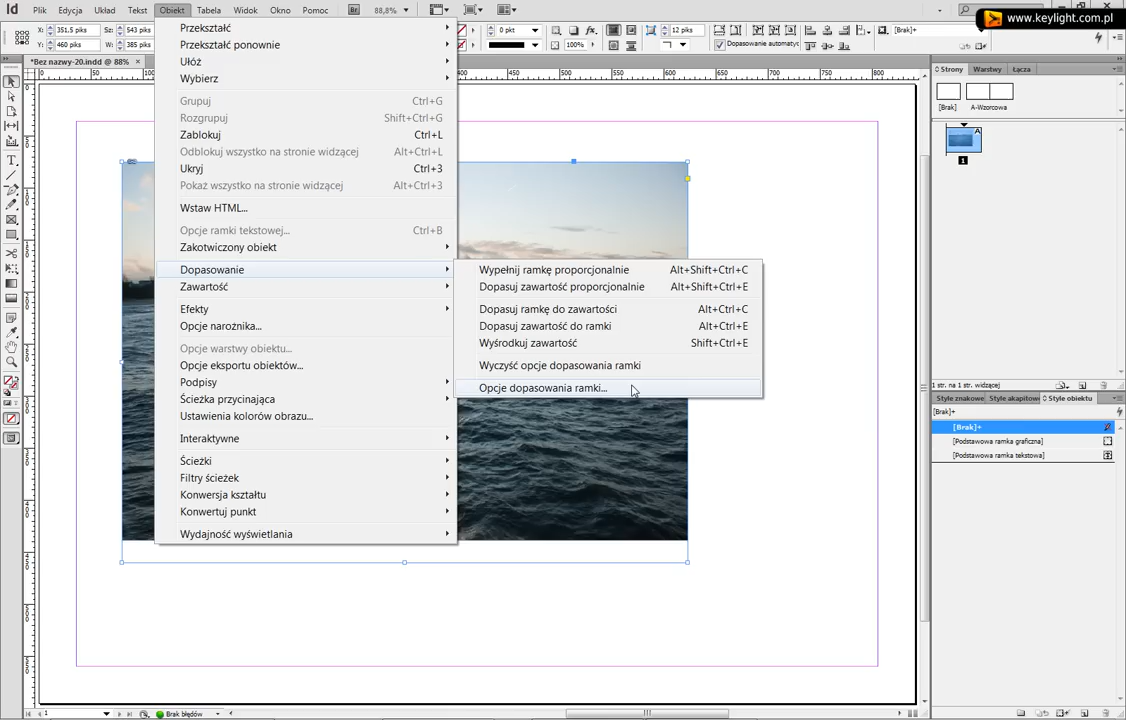 Id Plik Edycja Układ Tekst Obiekt Tabela Widok Okno Pomoc Br 88,8%
www.keylight.com.pl
X: 351.5 piks Sz: 543 piks
Y: 460 piks W: 385 piks
0 pkt
100%
12 piks
Dopasowanie automatyc
[Brak]+
*Bez nazwy-20.indd @ 88%
Przekształć
Przekształć ponownie
Ułóż
Wybierz
Grupuj Ctrl+G
Rozgrupuj Shift+Ctrl+G
Zablokuj Ctrl+L
Odblokuj wszystko na stronie widzącej Alt+Ctrl+L
Ukryj Ctrl+3
Pokaż wszystko na stronie widzącej Alt+Ctrl+3
Wstaw HTML...
Opcje ramki tekstowej... Ctrl+B
Zakotwiczony obiekt
Dopasowanie
Zawartość
Efekty
Opcje narożnika...
Opcje warstwy obiektu...
Opcje eksportu obiektów...
Podpisy
Ścieżka przycinająca
Ustawienia kolorów obrazu...
Interaktywne
Ścieżki
Filtry ścieżek
Konwersja kształtu
Konwertuj punkt
Wydajność wyświetlania
Wypełnij ramkę proporcjonalnie Alt+Shift+Ctrl+C
Dopasuj zawartość proporcjonalnie Alt+Shift+Ctrl+E
Dopasuj ramkę do zawartości Alt+Ctrl+C
Dopasuj zawartość do ramki Alt+Ctrl+E
Wyśrodkuj zawartość Shift+Ctrl+E
Wyczyść opcje dopasowania ramki
Opcje dopasowania ramki...
Strony Warstwy Łącza
[Brak] A-Wzorcowa
A
1
1 str. na 1 str. widzącej
Style znakowe Style akapitowe Style obiektu
[Brak]+
[Brak]+
[Podstawowa ramka graficzna]
[Podstawowa ramka tekstowa]
1 Brak błędów